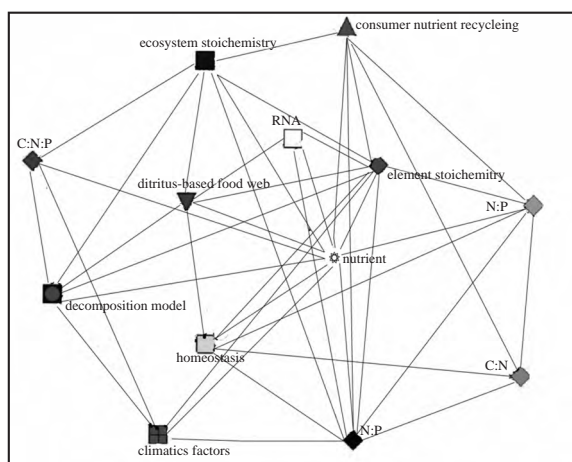 consumer nutrient recycleing
ecosystem stoichemistry
RNA
C:N:P
element stoichemitry
ditritus-based food web
N:P
nutrient
decomposition model
homeostasis
C:N
N:P
climatics factors